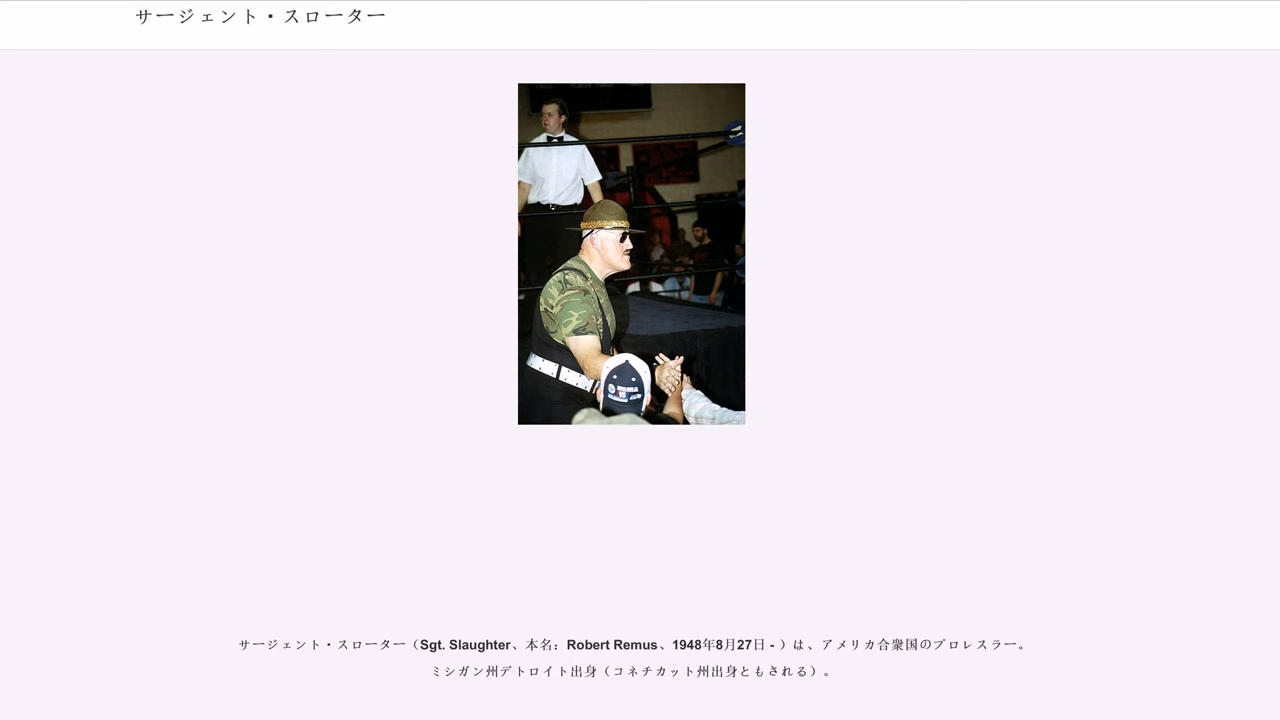 サージェント・スローター
サージェント・スローター（Sgt. Slaughter、本名：Robert Remus、1948年8月27日 - ）は、アメリカ合衆国のプロレスラー。
ミシガン州デトロイト出身（コネチカット州出身ともされる）。